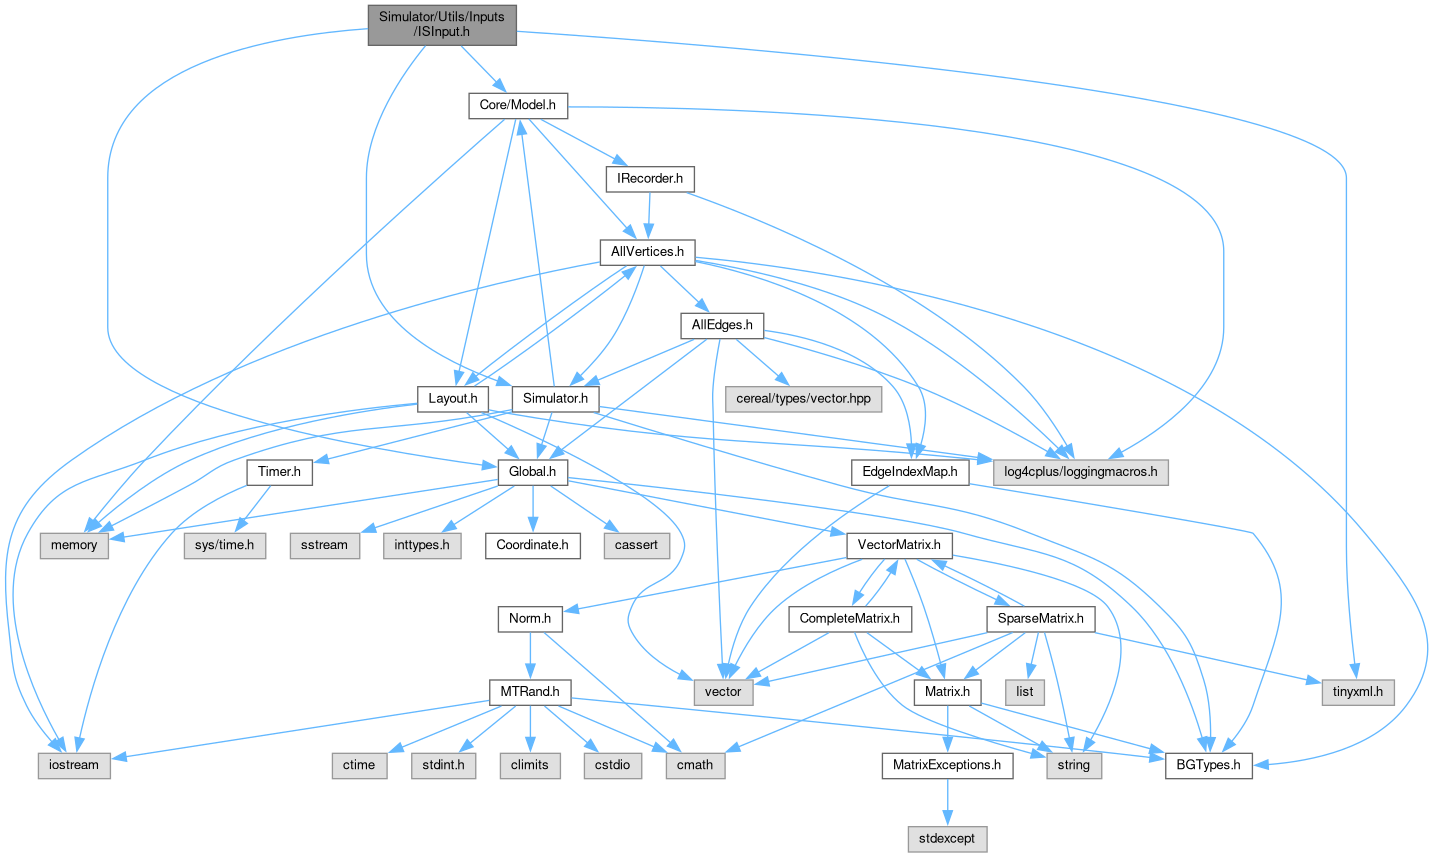 Simulator/Utils/Inputs
/ISInput.h
Core/Model.h
IRecorder.h
AllVertices.h
AllEdges.h
Layout.h
Simulator.h
cereal/types/vector.hpp
Timer.h
Global.h
EdgeIndexMap.h
log4cplus/loggingmacros.h
memory
sys/time.h
sstream
inttypes.h
Coordinate.h
cassert
VectorMatrix.h
Norm.h
CompleteMatrix.h
SparseMatrix.h
MTRand.h
vector
Matrix.h
list
tinyxml.h
iostream
ctime
stdint.h
climits
cstdio
cmath
MatrixExceptions.h
string
BGTypes.h
stdexcept